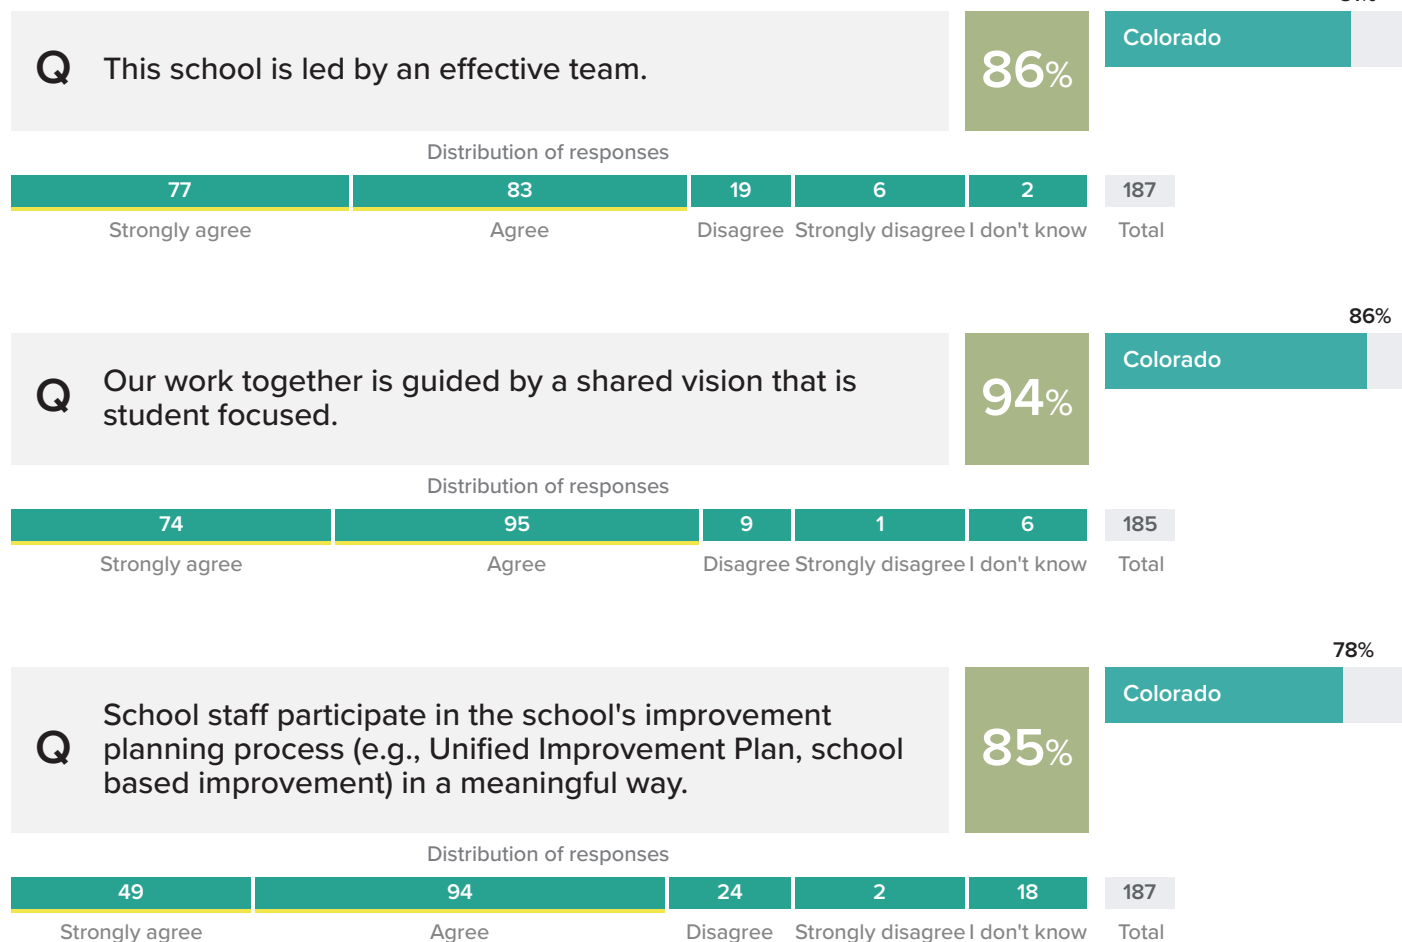 Q This school is led by an effective team.
86%
Colorado
Distribution of responses
77 83 19 6 2 187
Strongly agree Agree Disagree Strongly disagree I don't know Total
86%
Q Our work together is guided by a shared vision that is
student focused.
94%
Colorado
Distribution of responses
74 95 9 1 6 185
Strongly agree Agree Disagree Strongly disagree I don't know Total
78%
Q School staff participate in the school's improvement
planning process (e.g., Unified Improvement Plan, school
based improvement) in a meaningful way.
85%
Colorado
Distribution of responses
49 94 24 2 18 187
Strongly agree Agree Disagree Strongly disagree I don't know Total